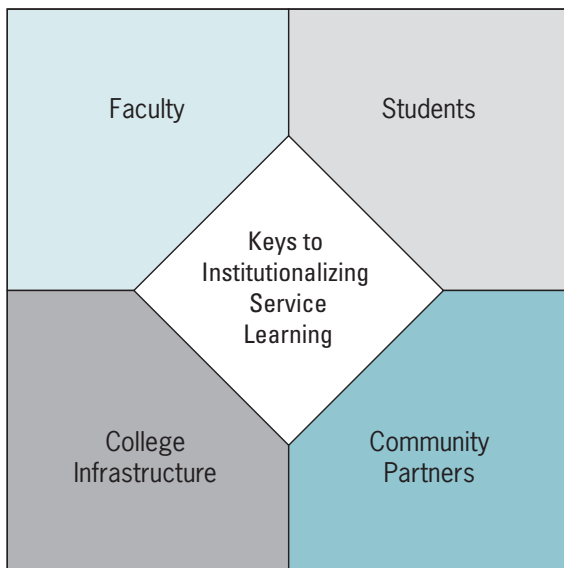 Faculty
Students
Keys to
Institutionalizing
Service
Learning
College
Infrastructure
Community
Partners